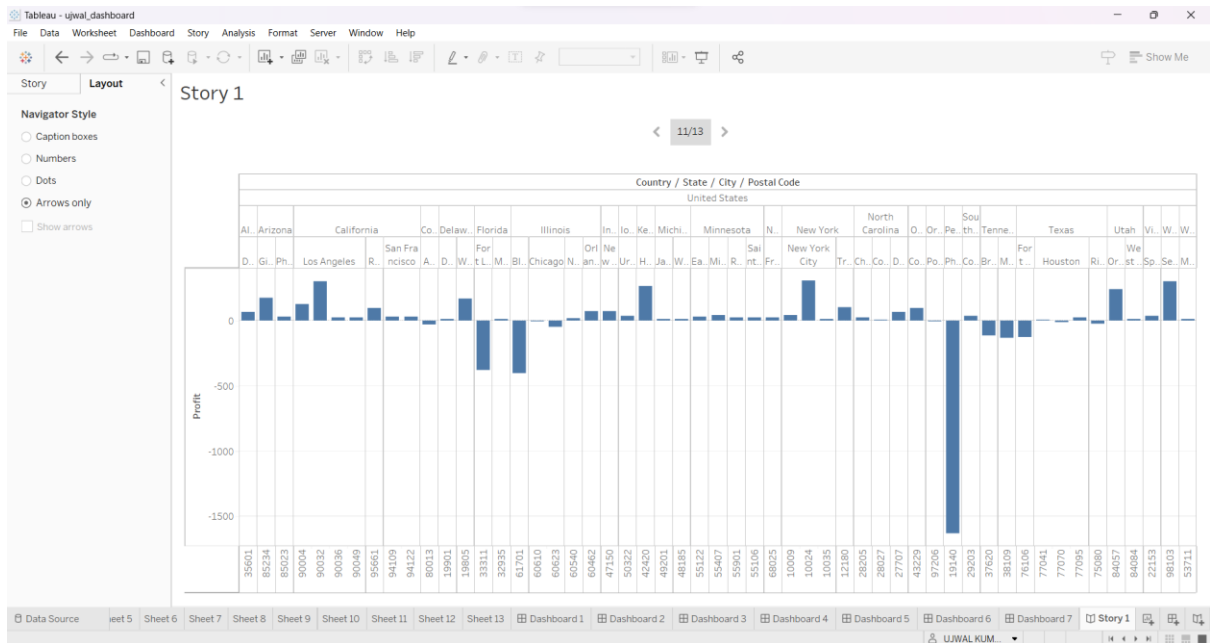 Tableau - ujwal_dashboard
File Data Worksheet Dashboard Story Analysis Format Server Window Help
Show Me
Story Layout
Story 1
Navigator Style
Caption boxes
Numbers
Dots
Arrows only
Show arrows
11/13
Country / State / City / Postal Code
United States
Al.. Arizona California Co.. Delaw.. Florida Illinois In.. Io.. Ke.. Michi.. Minnesota N.. New York North Carolina O.. Or.. Pe.. Sou th.. Tenne.. Texas Utah Vi.. W.. W..
D.. Gi.. Ph.. Los Angeles R.. San Fra ncisco A.. D.. W.. For t L.. M.. Bl.. Chicago N.. Orl an.. Ne w .. Ur.. H.. Ja.. W.. Ea.. Mi.. R.. Sai nt.. Fr.. New York City Tr.. Ch.. Co.. D.. Co.. Po.. Ph.. Co.. Br.. M.. For t .. Houston Ri.. Or.. We st .. Sp.. Se.. M..
Profit
0
-500
-1000
-1500
35601 85234 85023 90004 90032 90036 90049 95661 94109 94122 80013 19901 19805 33311 32935 61701 60610 60623 60540 60462 47150 50322 42420 49201 48185 55122 55407 55901 55106 68025 10009 10024 10035 12180 28205 28027 27707 43229 97206 19140 29203 37620 38109 76106 77041 77070 77095 75080 84057 84084 22153 98103 53711
Data Source eet 5 Sheet 6 Sheet 7 Sheet 8 Sheet 9 Sheet 10 Sheet 11 Sheet 12 Sheet 13 Dashboard 1 Dashboard 2 Dashboard 3 Dashboard 4 Dashboard 5 Dashboard 6 Dashboard 7 Story 1
UJWAL KUM...